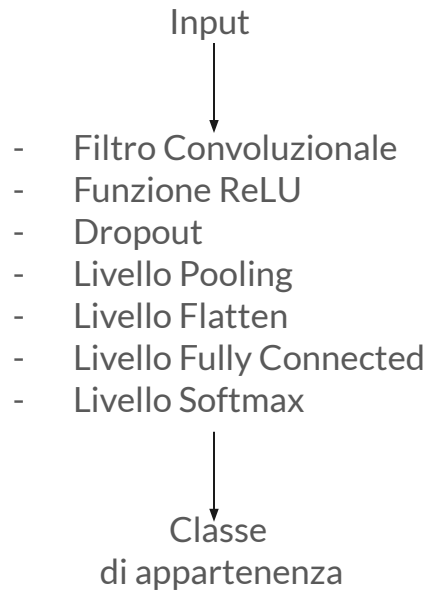 Input
- Filtro Convoluzionale
- Funzione ReLU
- Dropout
- Livello Pooling
- Livello Flatten
- Livello Fully Connected
- Livello Softmax
Classe
di appartenenza